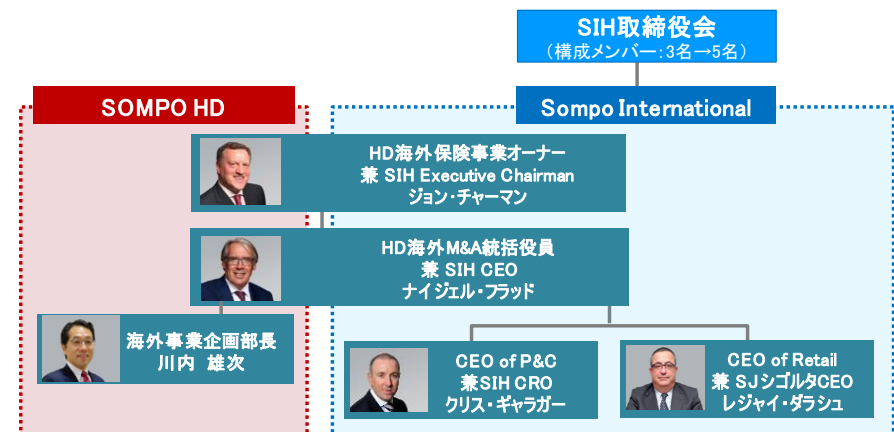 SIH取締役会
（構成メンバー：3名→5名）
SOMPO HD
Sompo International
HD海外保険事業オーナー
兼 SIH Executive Chairman
ジョン・チャーマン
HD海外M&A統括役員
兼 SIH CEO
ナイジェル・フラッド
海外事業企画部長
川内 雄次
CEO of P&C
兼SIH CRO
クリス・ギャラガー
CEO of Retail
兼 SJシゴルタCEO
レジャイ・ダラシュ